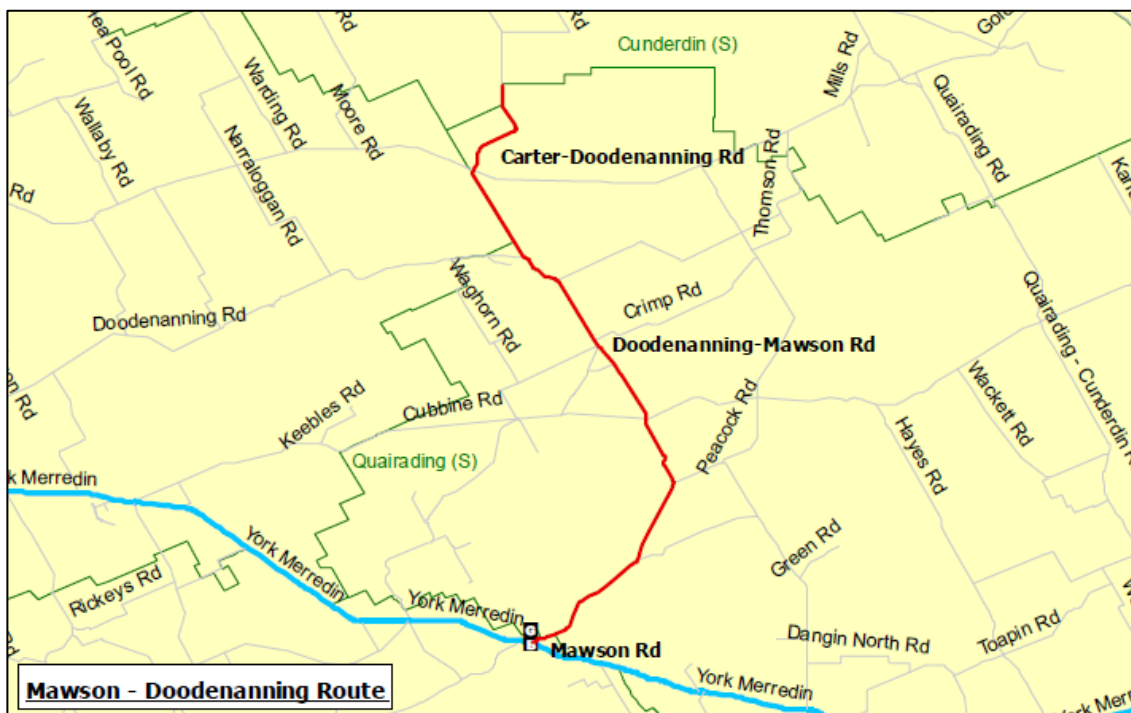 Cunderdin (S)
Mills Rd
Wallaby Rd
Warding Rd
Moore Rd
Quairading Rd
Narraloggan Rd
Carter-Doodenanning Rd
Thomson Rd
Rd
Waghorn Rd
Crimp Rd
Doodenanning Rd
Doodenanning-Mawson Rd
Quairading - Cunderdin R
Keebles Rd
Cubbine Rd
Peacock Rd
Wackett Rd
Hayes Rd
Quairading (S)
k Merredin
York Merredin
Green Rd
Rickeys Rd
York Merredin
Mawson Rd
Dangin North Rd
Toapin Rd
York Merredin
Mawson - Doodenanning Route